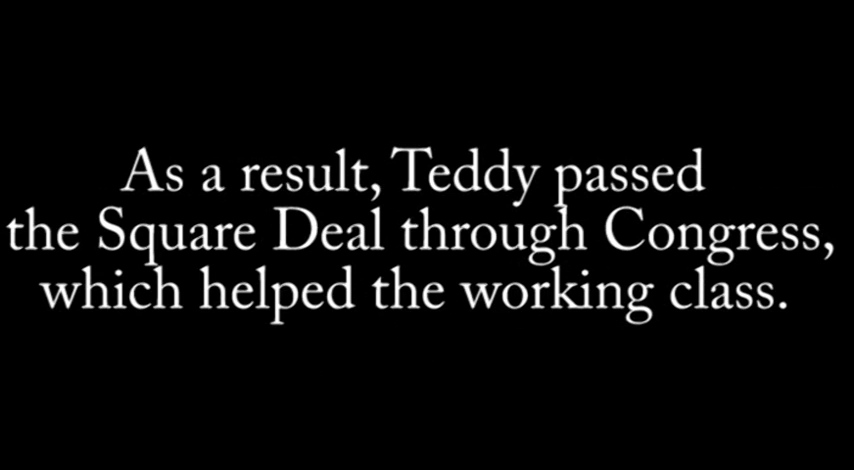 As a result, Teddy passed
the Square Deal through Congress,
which helped the working class.